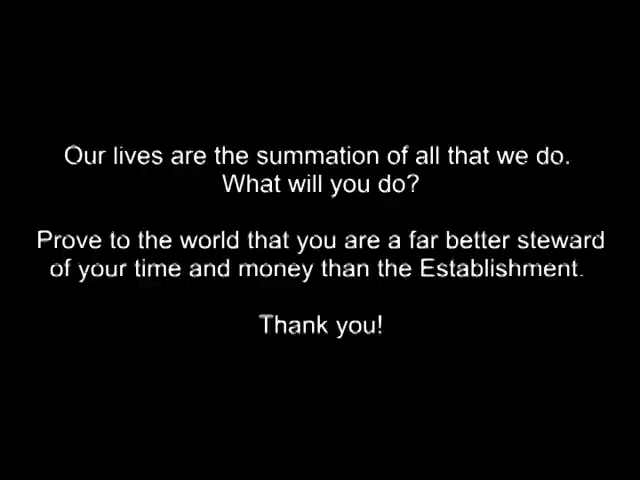 Our lives are the summation of all that we do.
What will you do?
Prove to the world that you are a far better steward
of your time and money than the Establishment.
Thank you!